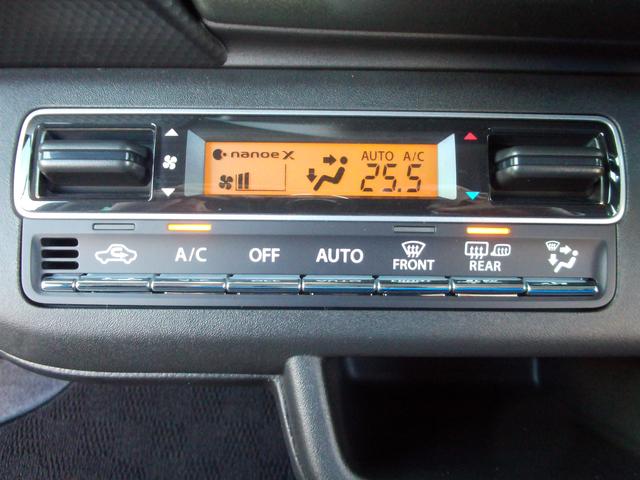 nanoe X
AUTO A/C
25.5
A/C
OFF
AUTO
FRONT
REAR